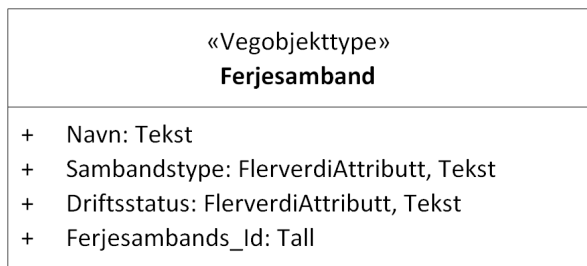 «Vegobjekttype»
Ferjesamband
+ Navn: Tekst
+ Sambandstype: FlerverdiAttributt, Tekst
+ Driftsstatus: FlerverdiAttributt, Tekst
+ Ferjesambands_Id: Tall